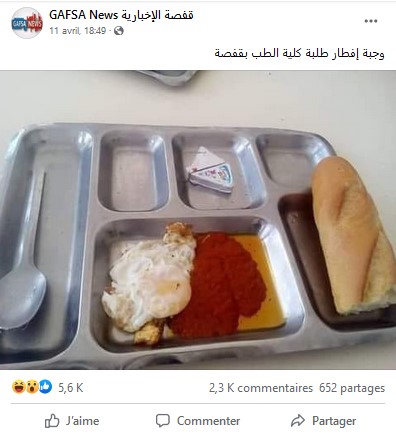 GAFSA News قفصة الإخبارية
11 avril, 18:49
وجبة إفطار طلبة كلية الطب بقفصة
5,6 K
2,3 K commentaires 652 partages
J'aime
Commenter
Partager